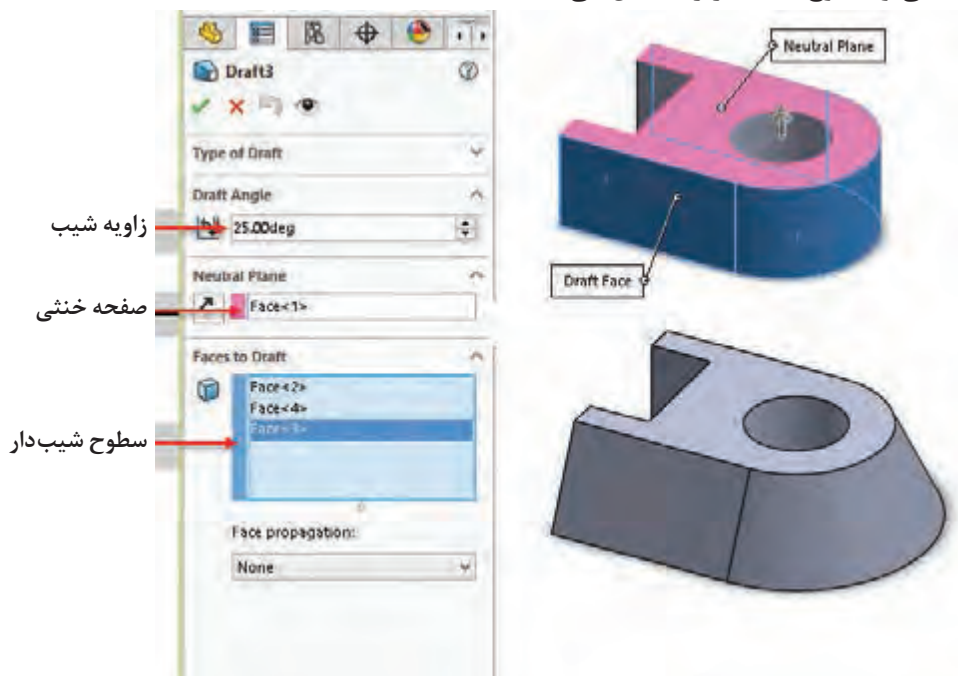 Draft3
Type of Draft
Draft Angle
زاویه شیب
25.00deg
Neutral Plane
صفحه خنثی
Face<1>
Faces to Draft
Face<2>
Face<4>
Face<3>
سطوح شیب‌دار
Face propagation:
None
Neutral Plane
Draft Face